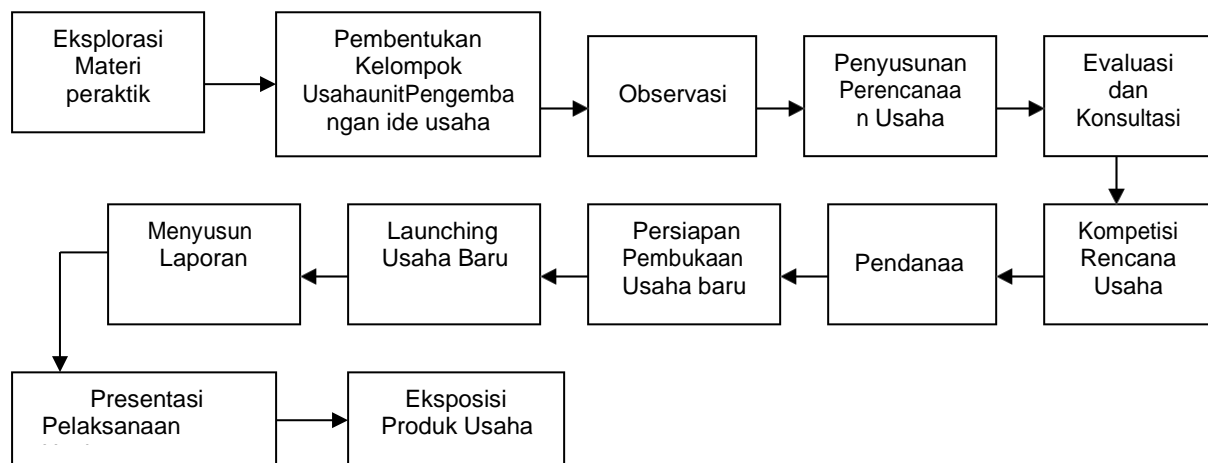 Eksplorasi
Materi
peraktik
Pembentukan
Kelompok
UsahaunitPengemba
ngan ide usaha
Observasi
Penyusunan
Perencanaa
n Usaha
Evaluasi
dan
Konsultasi
Kompetisi
Rencana
Usaha
Pendanaa
Persiapan
Pembukaan
Usaha baru
Launching
Usaha Baru
Menyusun
Laporan
Presentasi
Pelaksanaan
Eksposisi
Produk Usaha